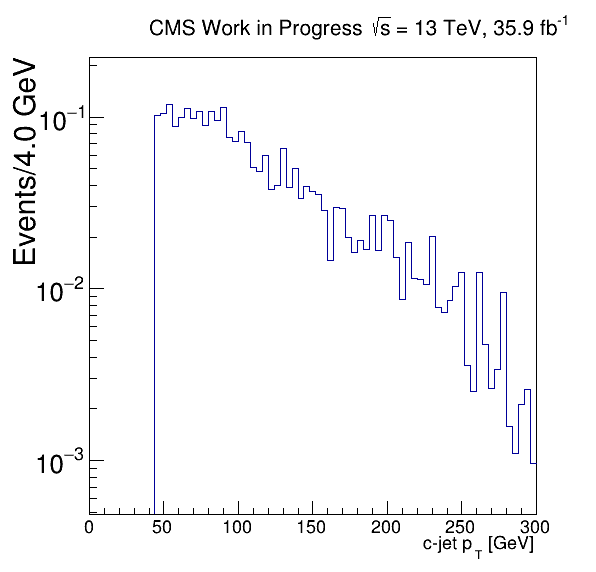 CMS Work in Progress √s = 13 TeV, 35.9 fb⁻¹
Events/4.0 GeV
10⁻¹
10⁻²
10⁻³
0 50 100 150 200 250 300
c-jet p_T [GeV]